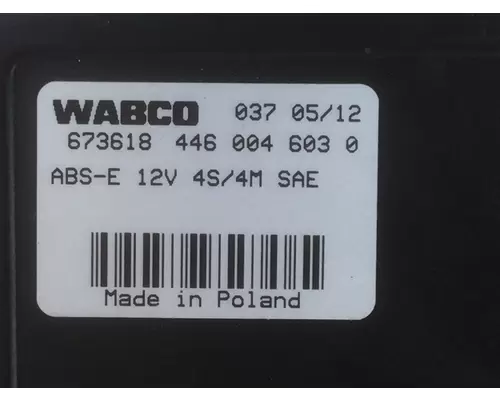 WABCO 037 05/12
673618 446 004 603 0
ABS-E 12V 4S/4M SAE
Made in Poland